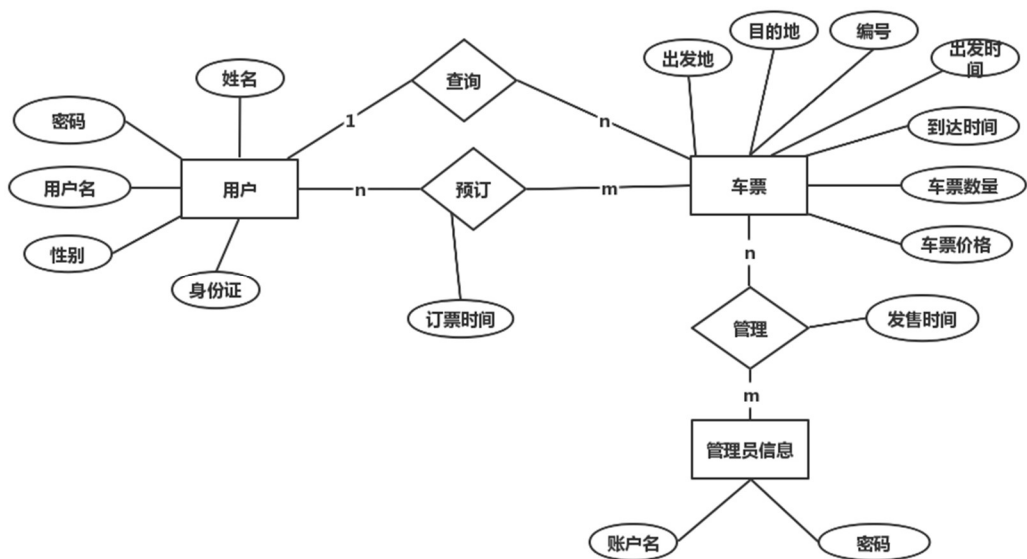 目的地
编号
出发地
出发时
间
姓名
查询
密码
1
n
到达时间
用户名
用户
n
预订
m
车票
车票数量
性别
车票价格
n
身份证
订票时间
管理
发售时间
m
管理员信息
账户名
密码